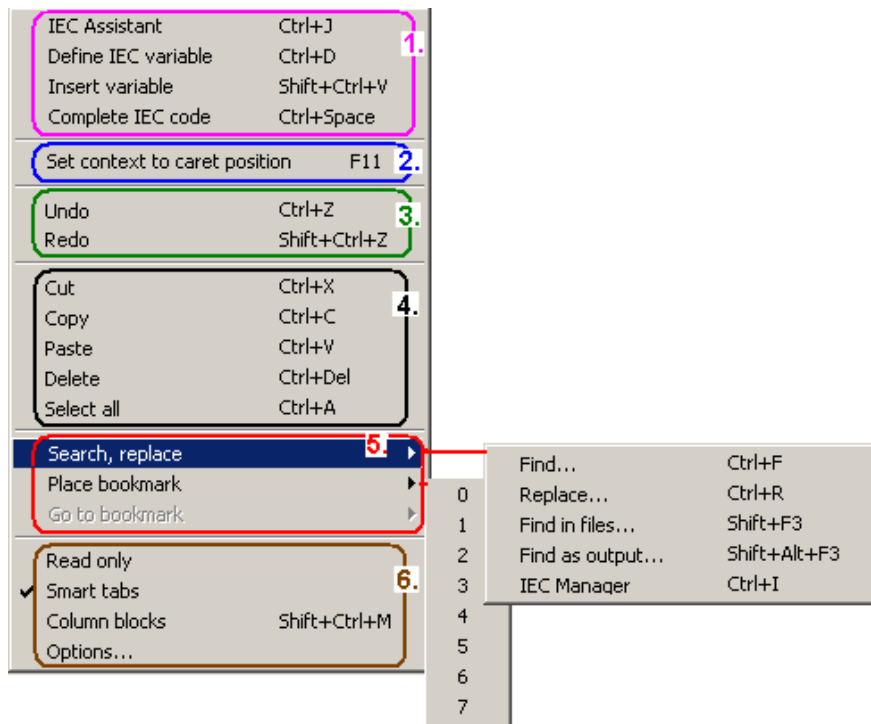 IEC Assistant Ctrl+J
1.
Define IEC variable Ctrl+D
Insert variable Shift+Ctrl+V
Complete IEC code Ctrl+Space
Set context to caret position F11 2.
Undo Ctrl+Z 3.
Redo Shift+Ctrl+Z
Cut Ctrl+X
4.
Copy Ctrl+C
Paste Ctrl+V
Delete Ctrl+Del
Select all Ctrl+A
5.
Search, replace
Place bookmark
Go to bookmark
Read only
6.
Smart tabs
Column blocks Shift+Ctrl+M
Options...
Find... Ctrl+F
Replace... Ctrl+R
Find in files... Shift+F3
Find as output... Shift+Alt+F3
IEC Manager Ctrl+I
0
1
2
3
4
5
6
7